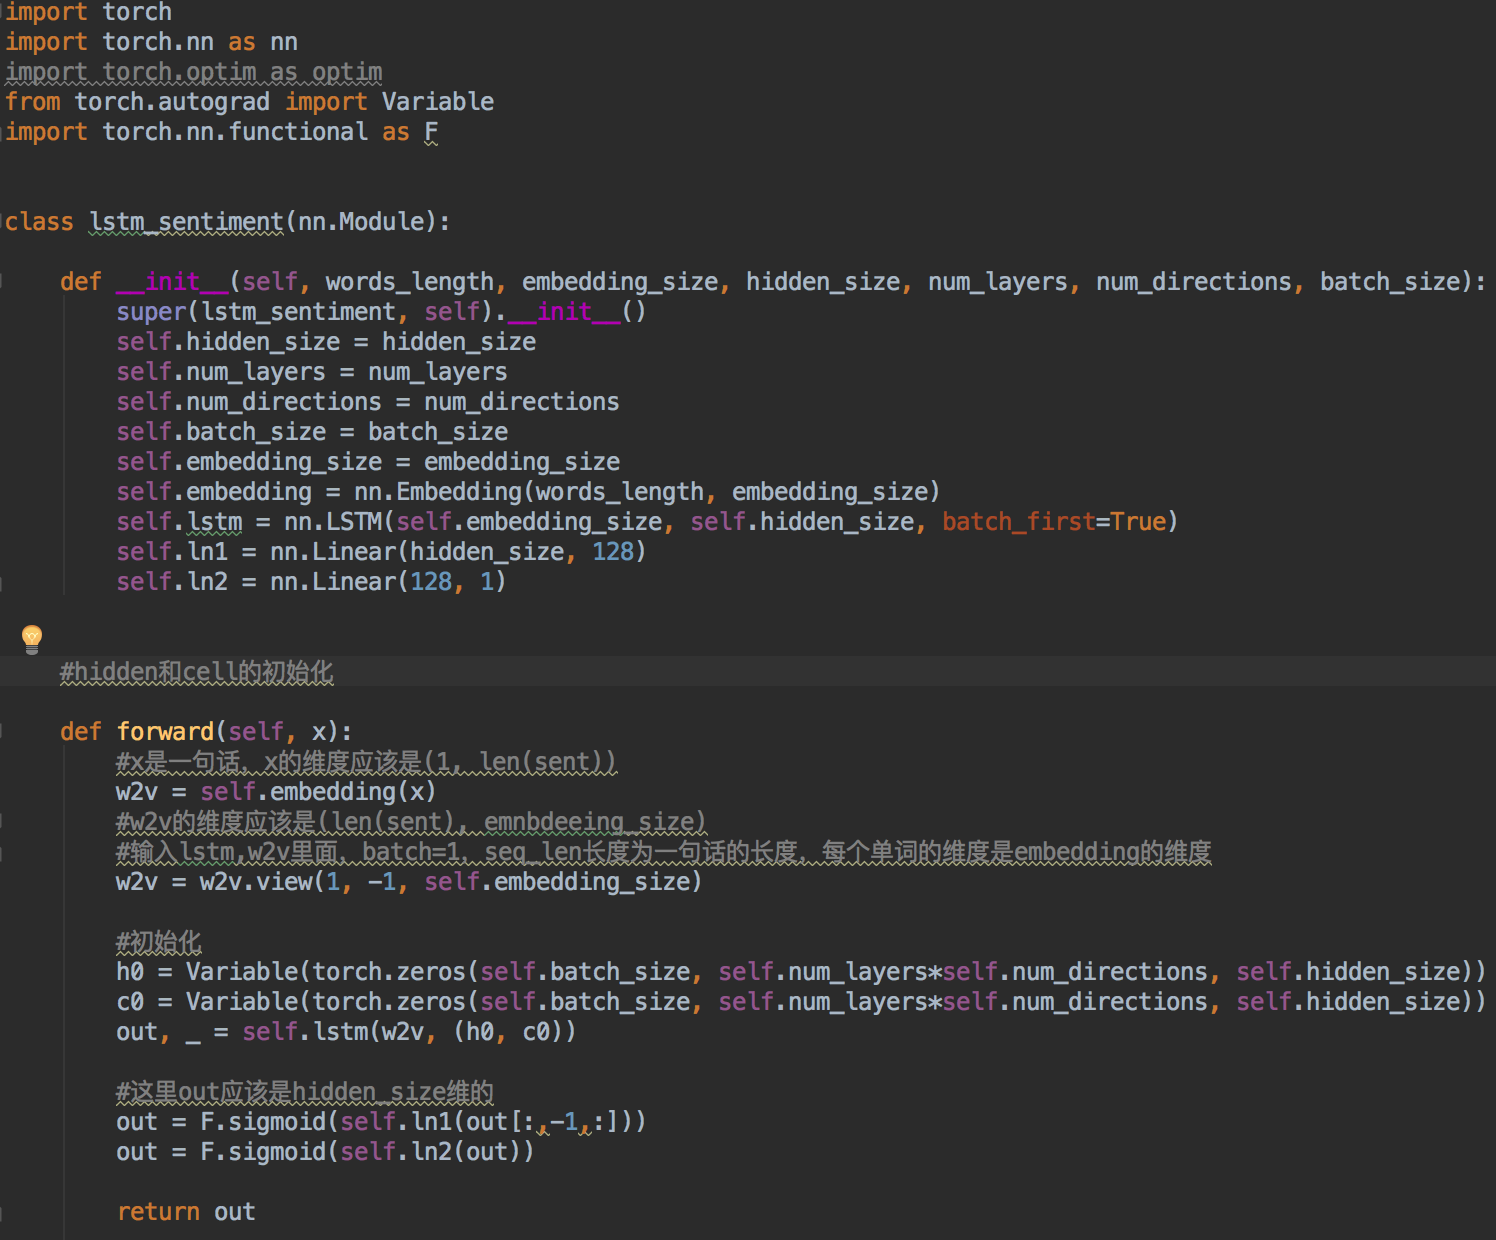 import torch
import torch.nn as nn
import torch.optim as optim
from torch.autograd import Variable
import torch.nn.functional as F
class lstm_sentiment(nn.Module):
def __init__(self, words_length, embedding_size, hidden_size, num_layers, num_directions, batch_size):
super(lstm_sentiment, self).__init__()
self.hidden_size = hidden_size
self.num_layers = num_layers
self.num_directions = num_directions
self.batch_size = batch_size
self.embedding_size = embedding_size
self.embedding = nn.Embedding(words_length, embedding_size)
self.lstm = nn.LSTM(self.embedding_size, self.hidden_size, batch_first=True)
self.ln1 = nn.Linear(hidden_size, 128)
self.ln2 = nn.Linear(128, 1)
#hidden和cell的初始化
def forward(self, x):
#x是一句话，x的维度应该是(1, len(sent))
w2v = self.embedding(x)
#w2v的维度应该是(len(sent), emnbdeeing_size)
#输入lstm,w2v里面，batch=1，seq_len长度为一句话的长度，每个单词的维度是embedding的维度
w2v = w2v.view(1, -1, self.embedding_size)
#初始化
h0 = Variable(torch.zeros(self.batch_size, self.num_layers*self.num_directions, self.hidden_size))
c0 = Variable(torch.zeros(self.batch_size, self.num_layers*self.num_directions, self.hidden_size))
out, _ = self.lstm(w2v, (h0, c0))
#这里out应该是hidden_size维的
out = F.sigmoid(self.ln1(out[:,-1,:]))
out = F.sigmoid(self.ln2(out))
return out